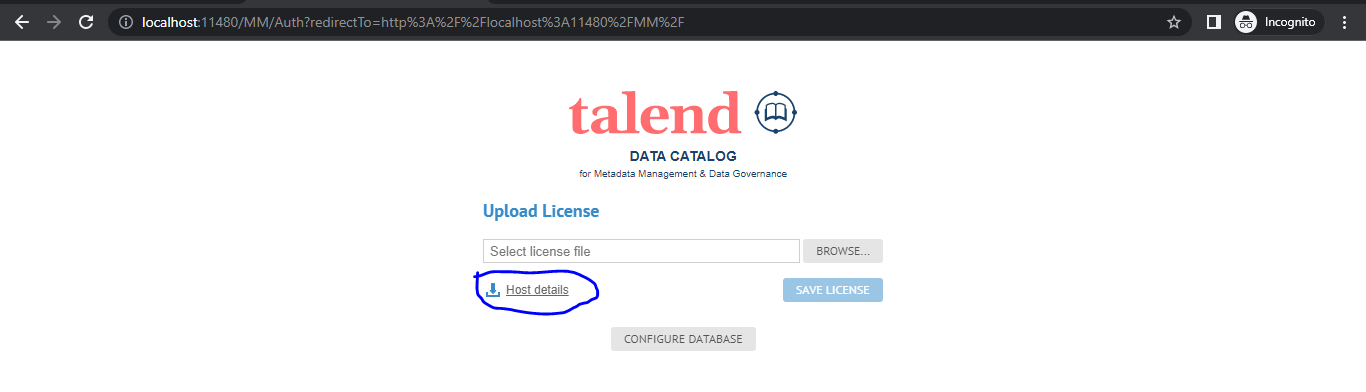 localhost:11480/MM/Auth?redirectTo=http%3A%2F%2Flocalhost%3A11480%2FMM%2F
Incognito
talend
DATA CATALOG
for Metadata Management & Data Governance
Upload License
Select license file
BROWSE...
Host details
SAVE LICENSE
CONFIGURE DATABASE